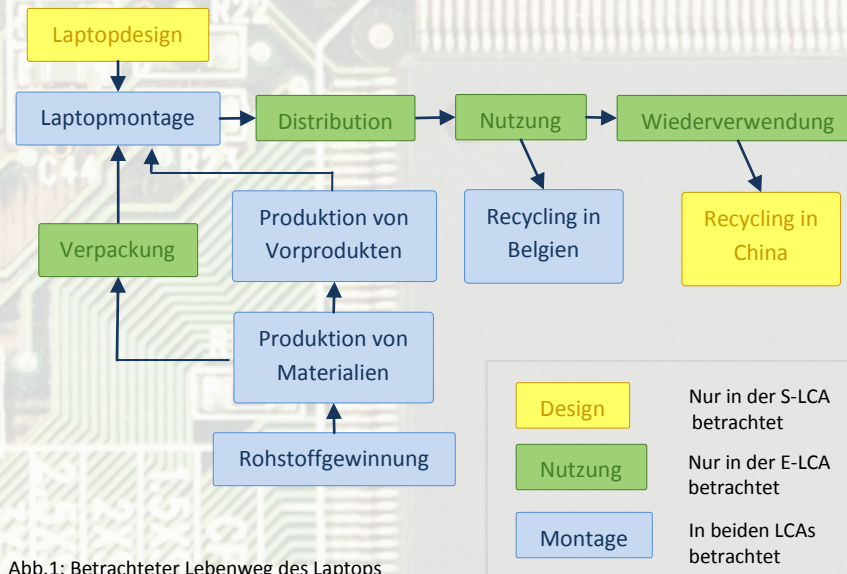 Laptopdesign
Laptopmontage
Distribution
Nutzung
Wiederverwendung
Verpackung
Produktion von
Vorprodukten
Recycling in
Belgien
Recycling in
China
Produktion von
Materialien
Rohstoffgewinnung
Design
Nur in der S-LCA
betrachtet
Nutzung
Nur in der E-LCA
betrachtet
Montage
In beiden LCAs
betrachtet
Abb.1: Betrachteter Lebenweg des Laptops